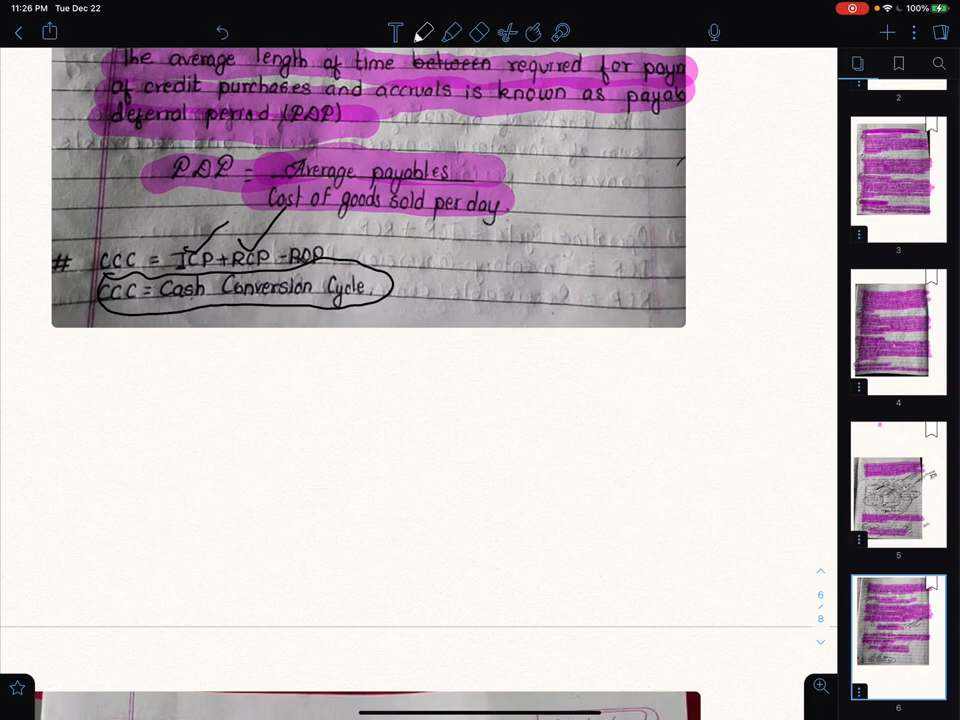 11:26 PM Tue Dec 22
100%
The average length of time between required for paym
of credit purchases and accruals is known as payab
deferral period (PDP)
PDP = Average payables
Cost of goods sold per day.
# CCC = ICP+RCP-PDP
CCC = Cash Conversion Cycle.
2
3
4
5
6
6
/
8